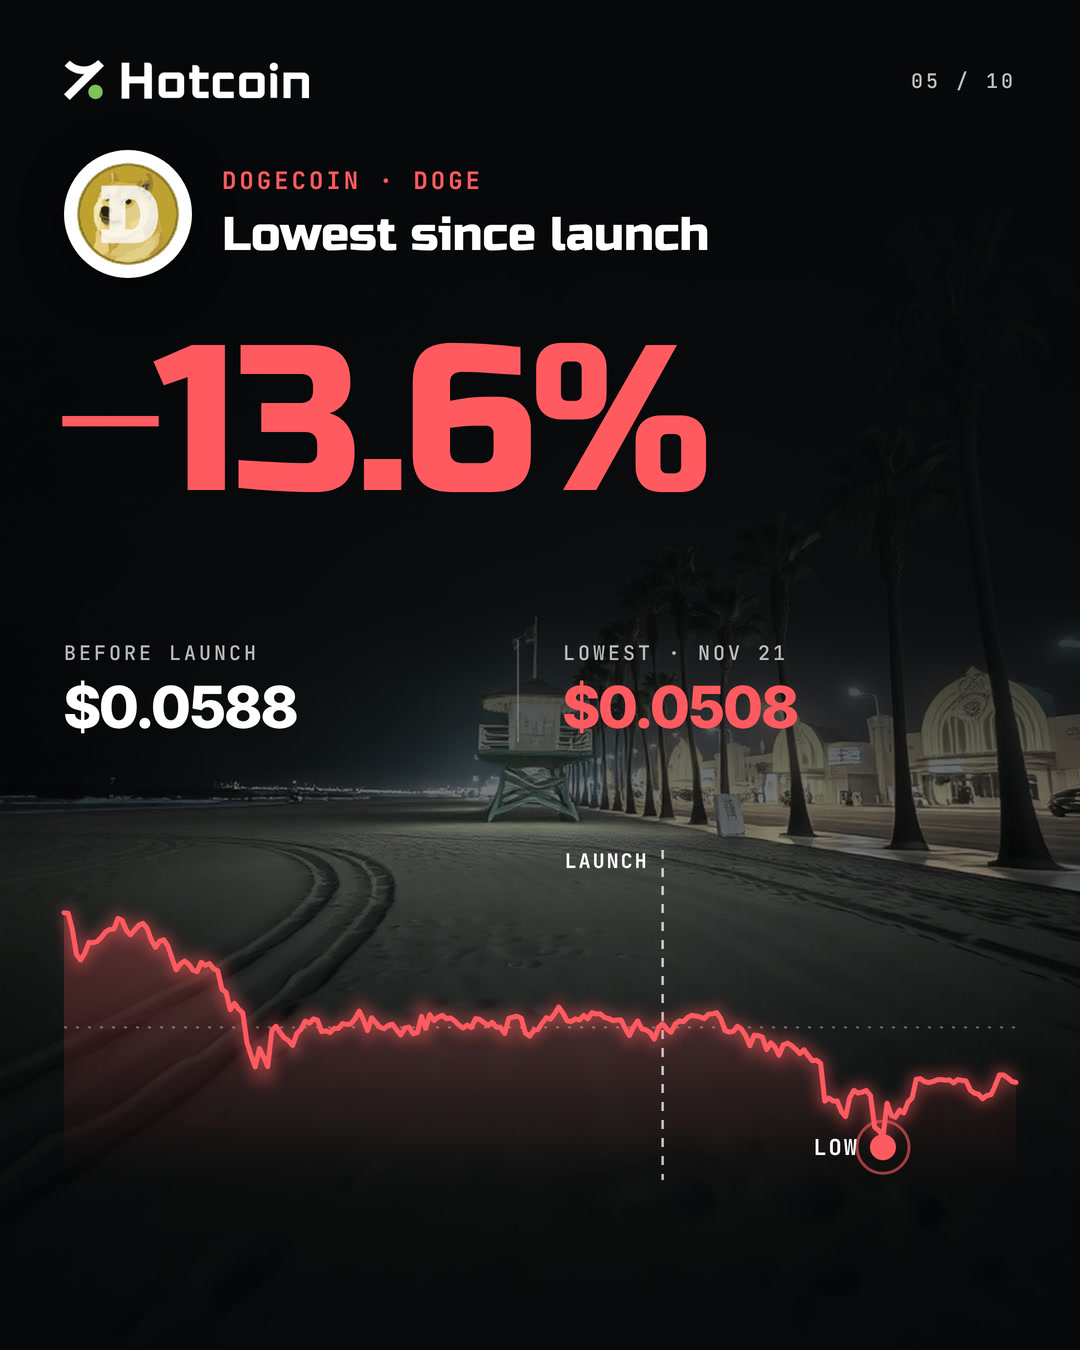 Hotcoin
05 / 10
DOGECOIN · DOGE
Lowest since launch
–13.6%
BEFORE LAUNCH
$0.0588
LOWEST · NOV 21
$0.0508
LAUNCH
LOW